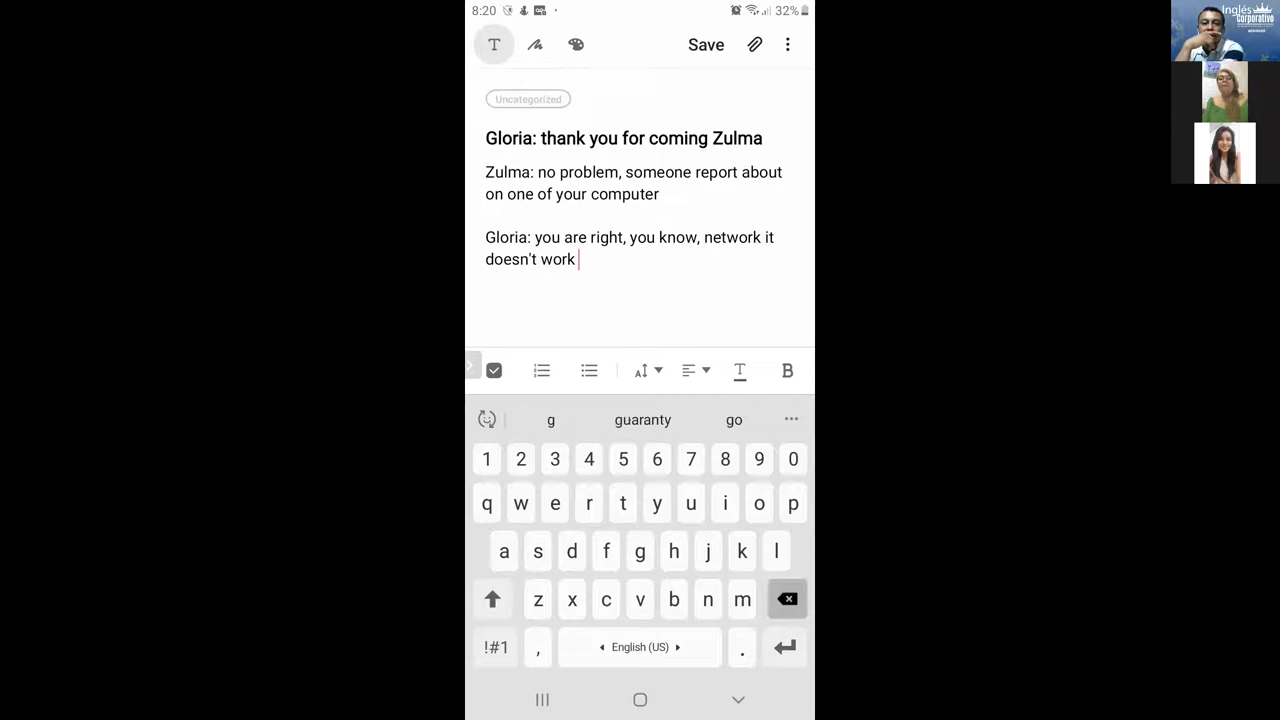 8:20
32%
Save
Uncategorized
Gloria: thank you for coming Zulma
Zulma: no problem, someone report about
on one of your computer
Gloria: you are right, you know, network it
doesn't work
g guaranty go
1 2 3 4 5 6 7 8 9 0
q w e r t y u i o p
a s d f g h j k l
z x c v b n m
!#1 , English (US) .
Inglés
Corporativo